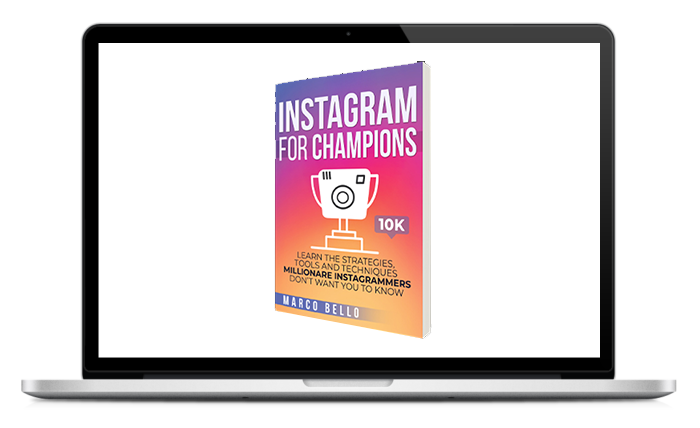 INSTAGRAM
FOR CHAMPIONS
10K
LEARN THE STRATEGIES,
TOOLS AND TECHNIQUES
MILLIONARE INSTAGRAMMERS
DON'T WANT YOU TO KNOW
MARCO BELLO